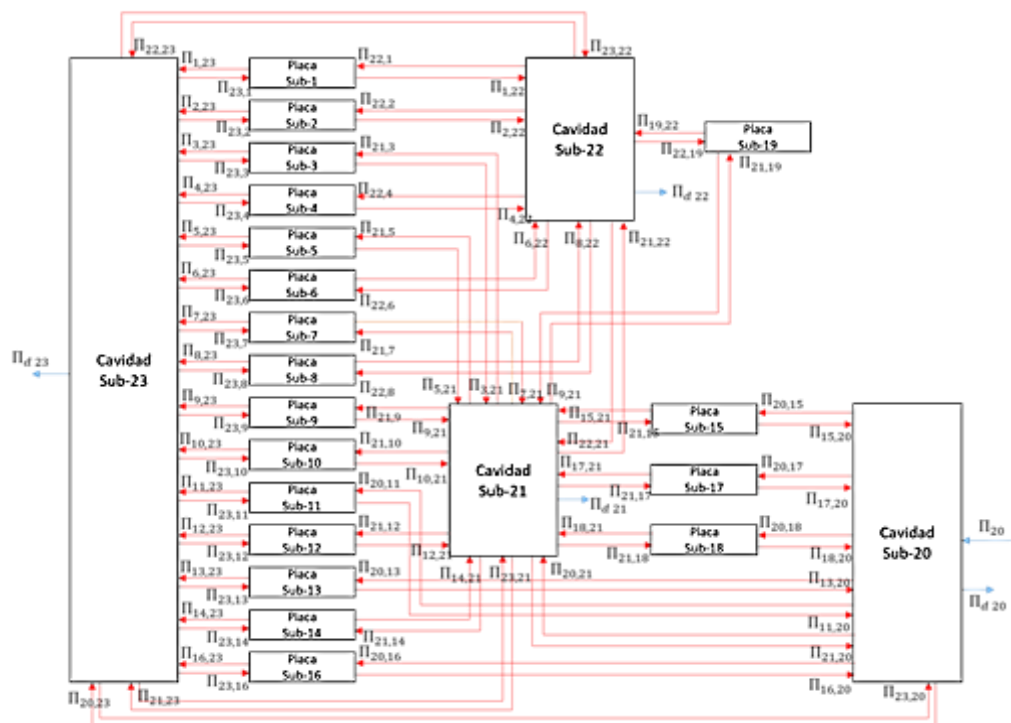 Π22,23
Π23,22
Π1,23
Placa
Sub-1
Π22,1
Π23,1
Π1,22
Π2,23
Placa
Sub-2
Π22,2
Π23,2
Π2,22
Cavidad
Sub-22
Π19,22
Placa
Sub-19
Π22,19
Π21,19
Π3,23
Placa
Sub-3
Π21,3
Π23,3
Π4,23
Placa
Sub-4
Π22,4
Π23,4
Π4,22
Π𝑑 22
Π5,23
Placa
Sub-5
Π21,5
Π23,5
Π6,22
Π8,22
Π21,22
Π6,23
Placa
Sub-6
Π23,6
Π22,6
Π7,23
Placa
Sub-7
Π23,7
Π21,7
Π𝑑 23
Cavidad
Sub-23
Π8,23
Placa
Sub-8
Π23,8
Π22,8
Π5,21
Π3,21
Π7,21
Π9,21
Π9,23
Placa
Sub-9
Π21,9
Π23,9
Π9,21
Π15,21
Π21,15
Placa
Sub-15
Π20,15
Π15,20
Π22,21
Π10,23
Placa
Sub-10
Π21,10
Π23,10
Π10,21
Cavidad
Sub-21
Π17,21
Π21,17
Placa
Sub-17
Π20,17
Π17,20
Π𝑑 21
Π11,23
Placa
Sub-11
Π20,11
Π23,11
Π12,23
Placa
Sub-12
Π21,12
Π23,12
Π12,21
Π18,21
Π21,18
Placa
Sub-18
Π20,18
Π18,20
Cavidad
Sub-20
Π20
Π13,23
Placa
Sub-13
Π20,13
Π23,13
Π14,21
Π23,21
Π20,21
Π13,20
Π𝑑 20
Π14,23
Placa
Sub-14
Π23,14
Π21,14
Π11,20
Π16,23
Placa
Sub-16
Π20,16
Π21,20
Π23,16
Π16,20
Π20,23
Π21,23
Π23,20